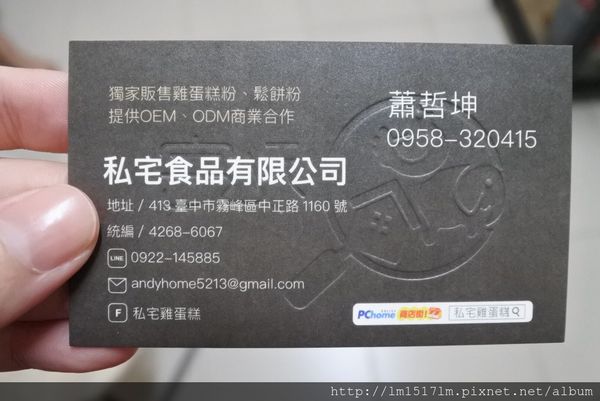 獨家販售雞蛋糕粉、鬆餅粉
提供OEM、ODM商業合作
蕭哲坤
0958-320415
私宅食品有限公司
地址 / 413 臺中市霧峰區中正路 1160 號
統編 / 4268-6067
LINE 0922-145885
andyhome5213@gmail.com
F 私宅雞蛋糕
PChome 商店街! 私宅雞蛋糕
http://lm1517lm.pixnet.net/album